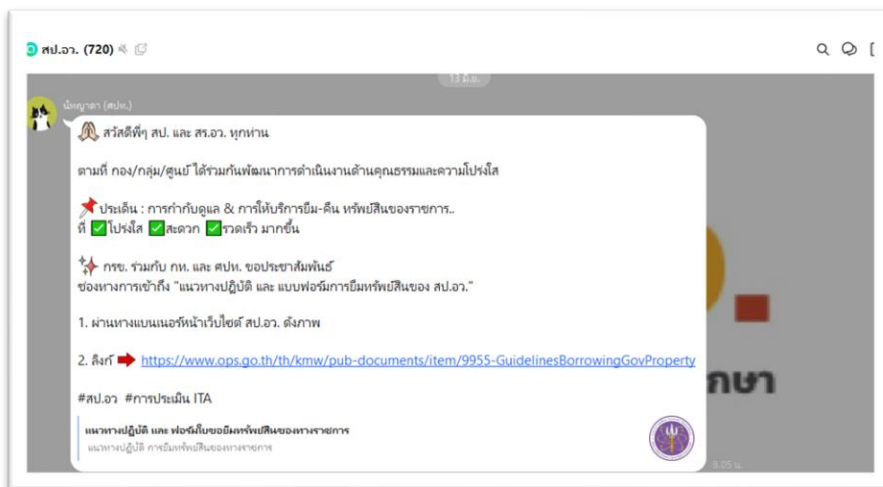 สป.อว. (720)
13 มิ.ย.
นัทญาดา (ศปท.)
สวัสดีพี่ๆ สป. และ สร.อว. ทุกท่าน
ตามที่ กอง/กลุ่ม/ศูนย์ ได้ร่วมกันพัฒนาการดำเนินงานด้านคุณธรรมและความโปร่งใส
ประเด็น : การกำกับดูแล & การให้บริการยืม-คืน ทรัพย์สินของราชการ..
ที่ ✅โปร่งใส ✅สะดวก ✅รวดเร็ว มากขึ้น
กรข. ร่วมกับ กห. และ ศปท. ขอประชาสัมพันธ์
ช่องทางการเข้าถึง "แนวทางปฏิบัติ และ แบบฟอร์มการยืมทรัพย์สินของ สป.อว."
1. ผ่านทางแบนเนอร์หน้าเว็บไซต์ สป.อว. ดังภาพ
2. ลิงก์ ➡ https://www.ops.go.th/th/kmw/pub-documents/item/9955-GuidelinesBorrowingGovProperty
#สป.อว #การประเมิน ITA
แนวทางปฏิบัติ และ ฟอร์มใบขอยืมทรัพย์สินของทางราชการ
แนวทางปฏิบัติ การยืมทรัพย์สินของทางราชการ
8.05 น.